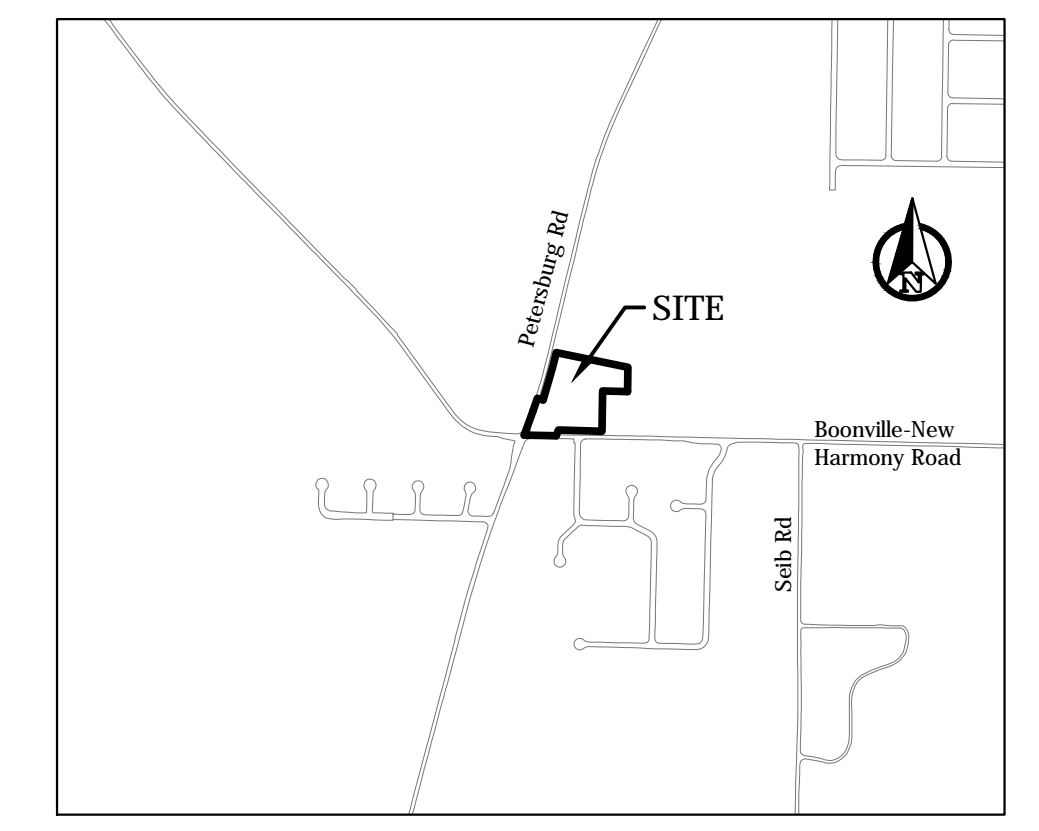 Petersburg Rd
N
SITE
Boonville-New
Harmony Road
Seib Rd